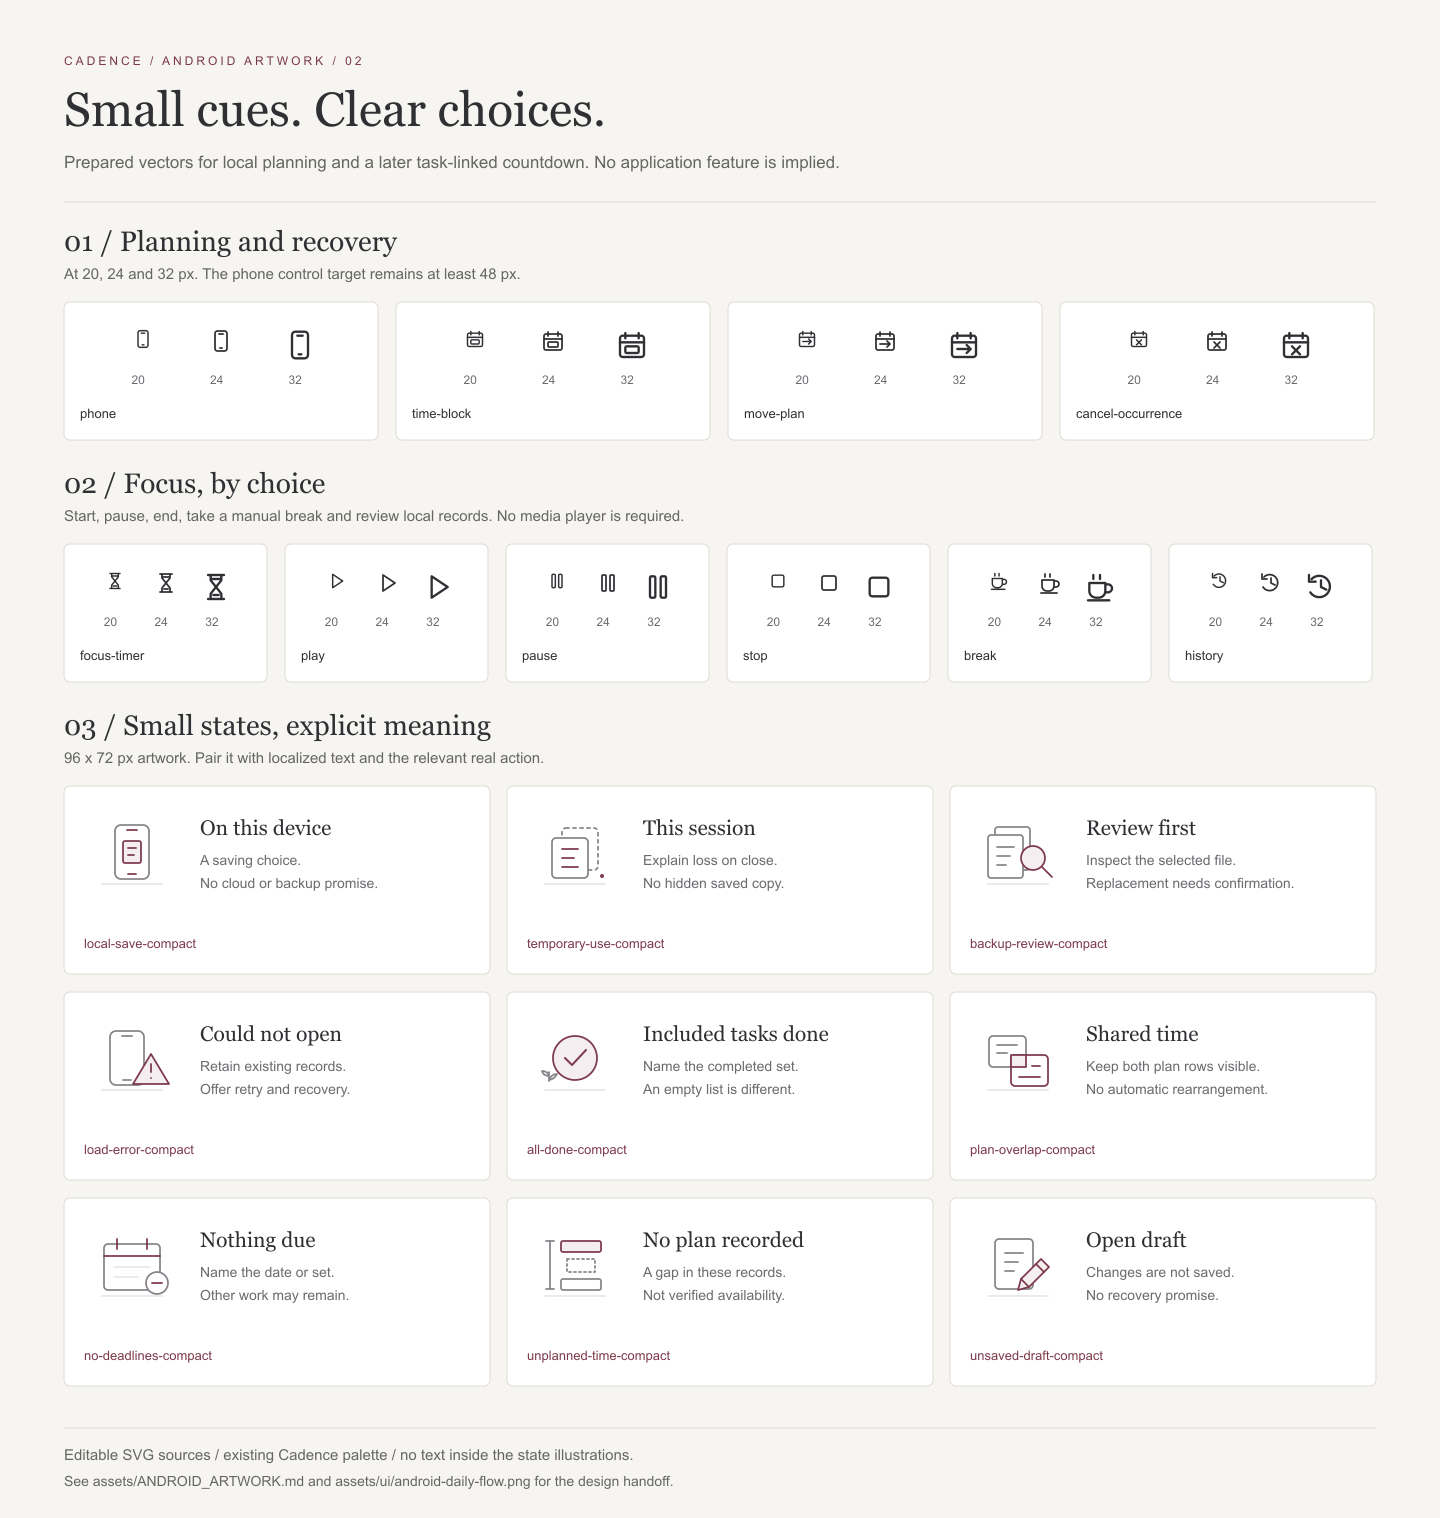 CADENCE / ANDROID ARTWORK / 02
Small cues. Clear choices.
Prepared vectors for local planning and a later task-linked countdown. No application feature is implied.
01 / Planning and recovery
At 20, 24 and 32 px. The phone control target remains at least 48 px.
20 24 32
phone
20 24 32
time-block
20 24 32
move-plan
20 24 32
cancel-occurrence
02 / Focus, by choice
Start, pause, end, take a manual break and review local records. No media player is required.
20 24 32
focus-timer
20 24 32
play
20 24 32
pause
20 24 32
stop
20 24 32
break
20 24 32
history
03 / Small states, explicit meaning
96 x 72 px artwork. Pair it with localized text and the relevant real action.
On this device
A saving choice.
No cloud or backup promise.
local-save-compact
This session
Explain loss on close.
No hidden saved copy.
temporary-use-compact
Review first
Inspect the selected file.
Replacement needs confirmation.
backup-review-compact
Could not open
Retain existing records.
Offer retry and recovery.
load-error-compact
Included tasks done
Name the completed set.
An empty list is different.
all-done-compact
Shared time
Keep both plan rows visible.
No automatic rearrangement.
plan-overlap-compact
Nothing due
Name the date or set.
Other work may remain.
no-deadlines-compact
No plan recorded
A gap in these records.
Not verified availability.
unplanned-time-compact
Open draft
Changes are not saved.
No recovery promise.
unsaved-draft-compact
Editable SVG sources / existing Cadence palette / no text inside the state illustrations.
See assets/ANDROID_ARTWORK.md and assets/ui/android-daily-flow.png for the design handoff.